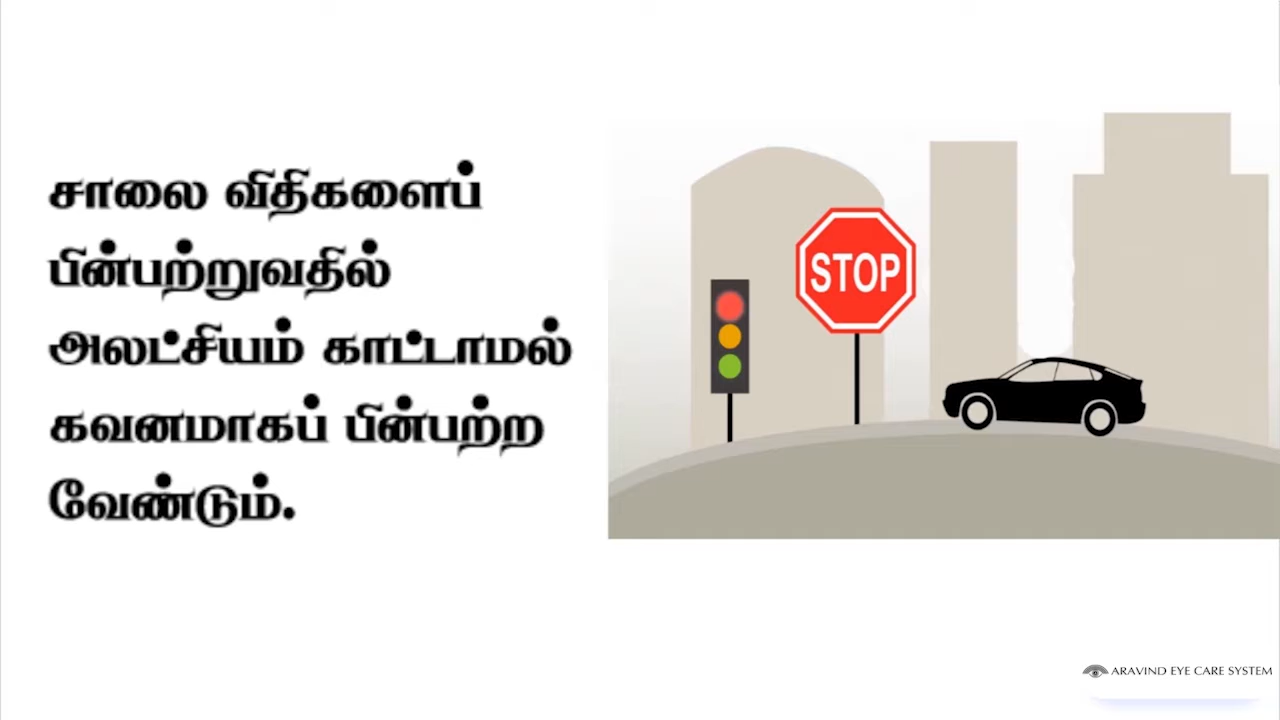 சாலை விதிகளைப்
பின்பற்றுவதில்
அலட்சியம் காட்டாமல்
கவனமாகப் பின்பற்ற
வேண்டும்.
STOP
ARAVIND EYE CARE SYSTEM